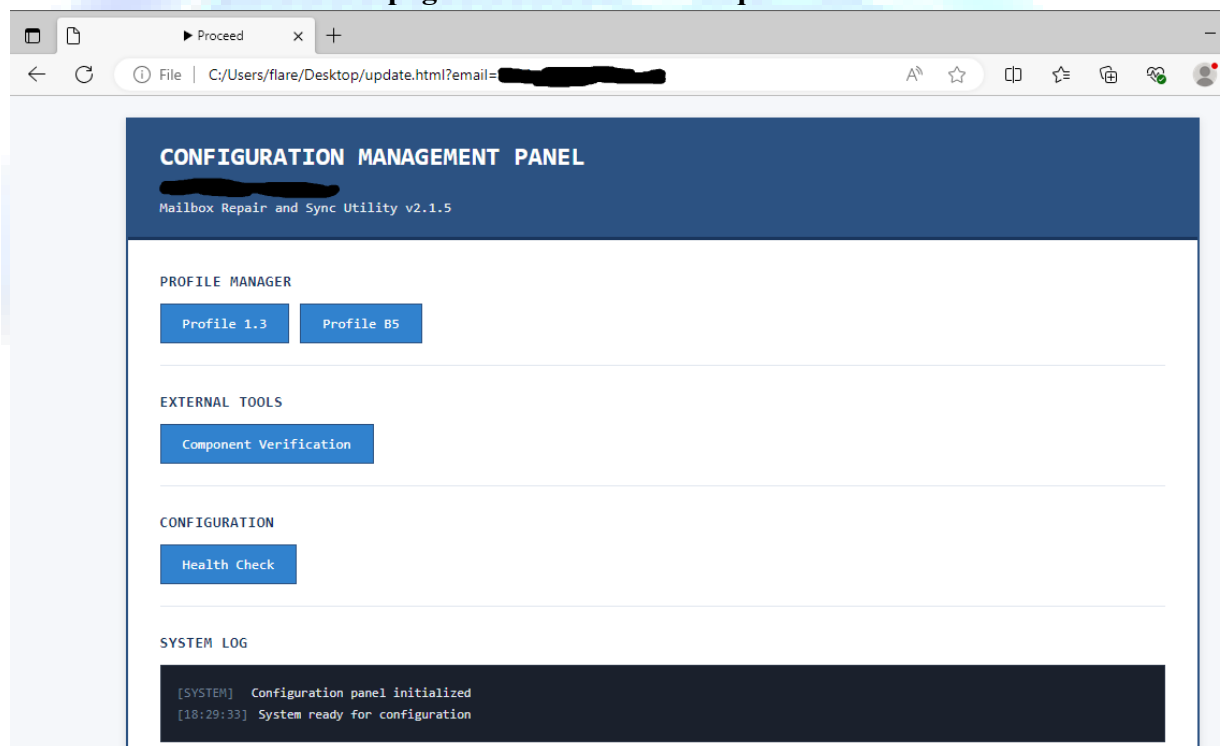 Proceed
File | C:/Users/flare/Desktop/update.html?email=
CONFIGURATION MANAGEMENT PANEL
Mailbox Repair and Sync Utility v2.1.5
PROFILE MANAGER
Profile 1.3 Profile B5
EXTERNAL TOOLS
Component Verification
CONFIGURATION
Health Check
SYSTEM LOG
[SYSTEM] Configuration panel initialized
[18:29:33] System ready for configuration